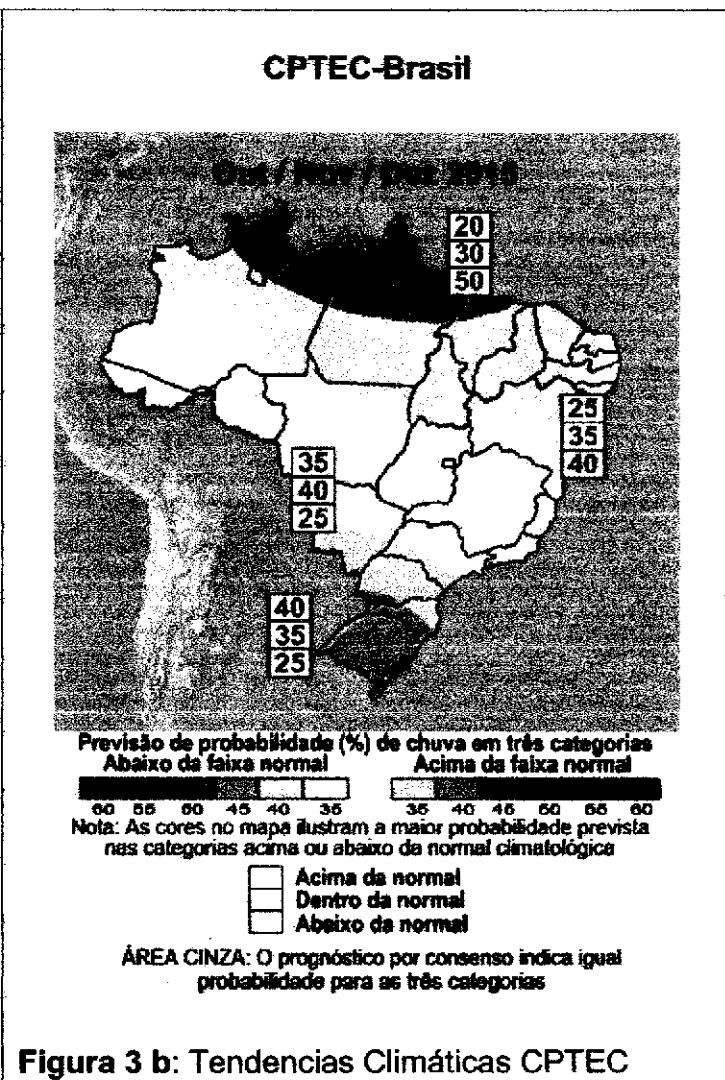 CPTEC-Brasil
Out / Nov / Dez 2015
20
30
50
25
35
40
35
40
25
40
35
25
Previsão de probabilidade (%) de chuva em três categorias
Abaixo da faixa normal Acima da faixa normal
60 55 50 45 40 35 35 40 45 50 55 60
Nota: As cores no mapa ilustram a maior probabilidade prevista
nas categorias acima ou abaixo da normal climatológica
Acima da normal
Dentro da normal
Abaixo da normal
ÁREA CINZA: O prognóstico por consenso indica igual
probabilidade para as três categorias
Figura 3 b: Tendencias Climáticas CPTEC